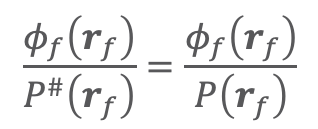 ϕ_f(r_f) / P^#(r_f) = ϕ_f(r_f) / P(r_f)